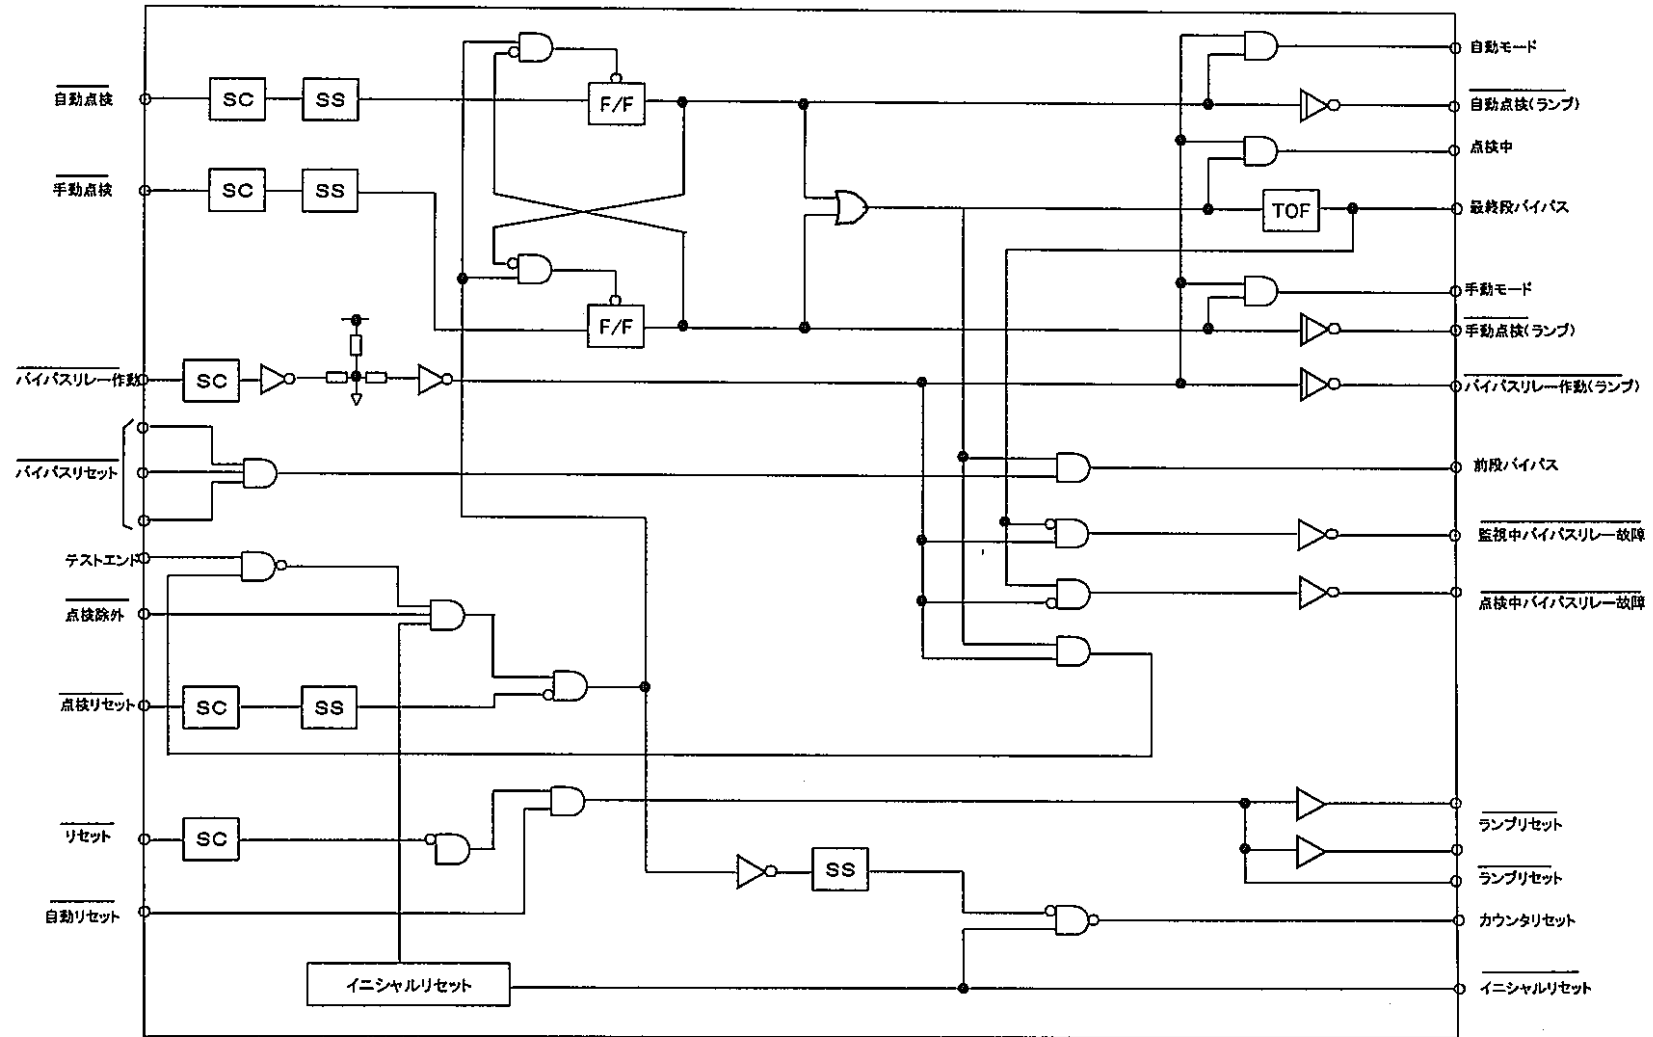 自動モード
自動点検
SC
SS
F/F
自動点検(ランプ)
点検中
手動点検
SC
SS
TOF
最終段バイパス
手動モード
F/F
手動点検(ランプ)
バイパスリレー作動
SC
バイパスリレー作動(ランプ)
バイパスリセット
前段バイパス
監視中バイパスリレー故障
テストエンド
点検除外
点検中バイパスリレー故障
点検リセット
SC
SS
リセット
SC
ランプリセット
SS
ランプリセット
自動リセット
カウンタリセット
イニシャルリセット
イニシャルリセット